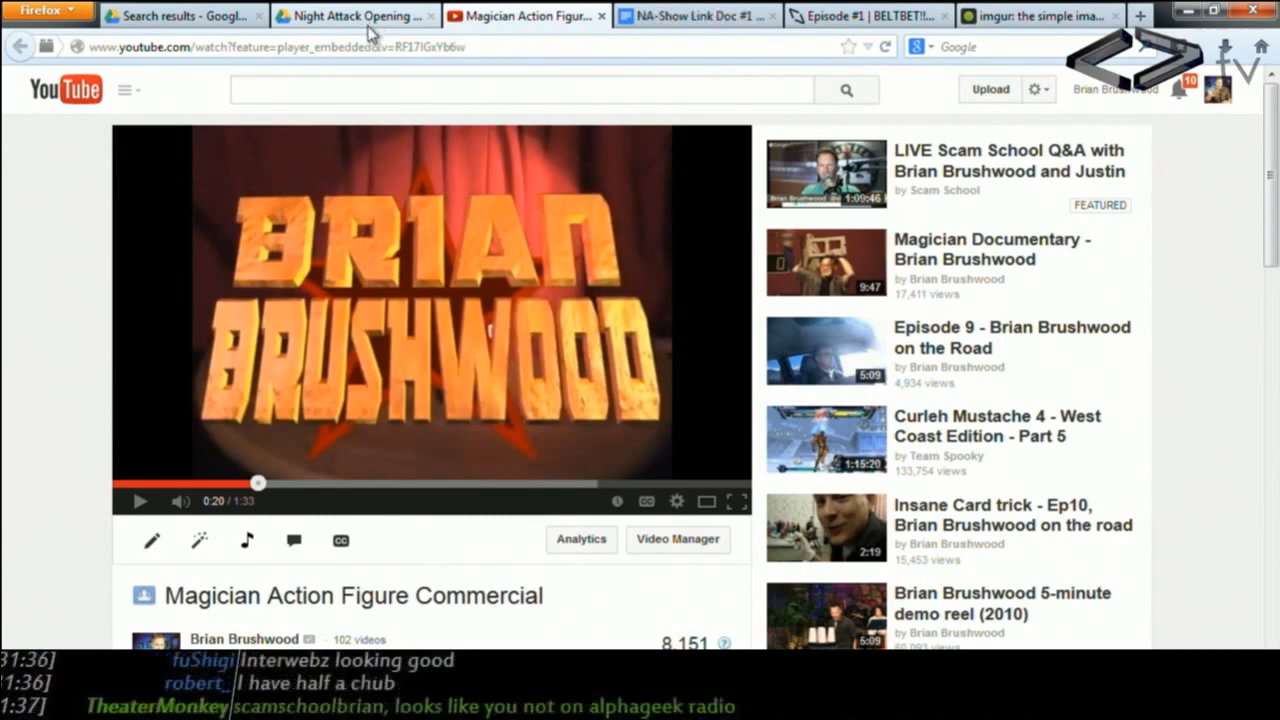 Firefox
Search results - Googl...
Night Attack Opening ...
Magician Action Figur...
NA-Show Link Doc #1 ...
Episode #1 | BELTBET!!...
imgur: the simple ima...
www.youtube.com/watch?feature=player_embedded&v=RF17IGxYb6w
Google
tv
YouTube
Upload
Brian Brushwood
10
BRIAN
BRUSHWOOD
0:20 / 1:33
Analytics
Video Manager
Magician Action Figure Commercial
Brian Brushwood
102 videos
8,151
LIVE Scam School Q&A with
Brian Brushwood and Justin
by Scam School
FEATURED
1:09:46
Magician Documentary -
Brian Brushwood
by Brian Brushwood
17,411 views
9:47
Episode 9 - Brian Brushwood
on the Road
by Brian Brushwood
4,934 views
5:09
Curleh Mustache 4 - West
Coast Edition - Part 5
by Team Spooky
133,754 views
1:15:20
Insane Card trick - Ep10,
Brian Brushwood on the road
by Brian Brushwood
15,453 views
2:19
Brian Brushwood 5-minute
demo reel (2010)
by Brian Brushwood
60,093 views
5:09
31:36] fuShigi Interwebz looking good
1:36] robert_ I have half a chub
1:37] TheaterMonkey scamschoolbrian, looks like you not on alphageek radio